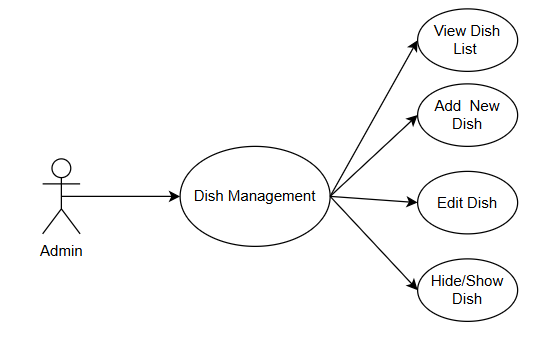 View Dish
List
Add  New
Dish
Dish Management
Edit Dish
Admin
Hide/Show
Dish